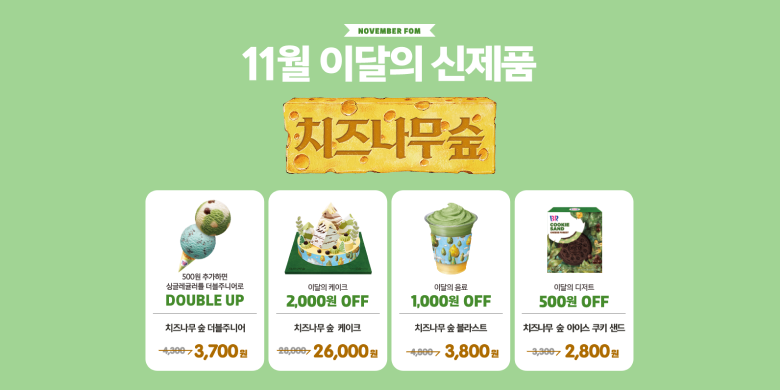 NOVEMBER FOM
11월 이달의 신제품
치즈나무숲
500원 추가하면
싱글레귤러를 더블주니어로
DOUBLE UP
치즈나무 숲 더블주니어
4,300
3,700원
이달의 케이크
2,000원 OFF
치즈나무 숲 케이크
28,000
26,000원
이달의 음료
1,000원 OFF
치즈나무 숲 블라스트
4,800
3,800원
BR
COOKIE
SAND
이달의 디저트
500원 OFF
치즈나무 숲 아이스 쿠키 샌드
3,300
2,800원